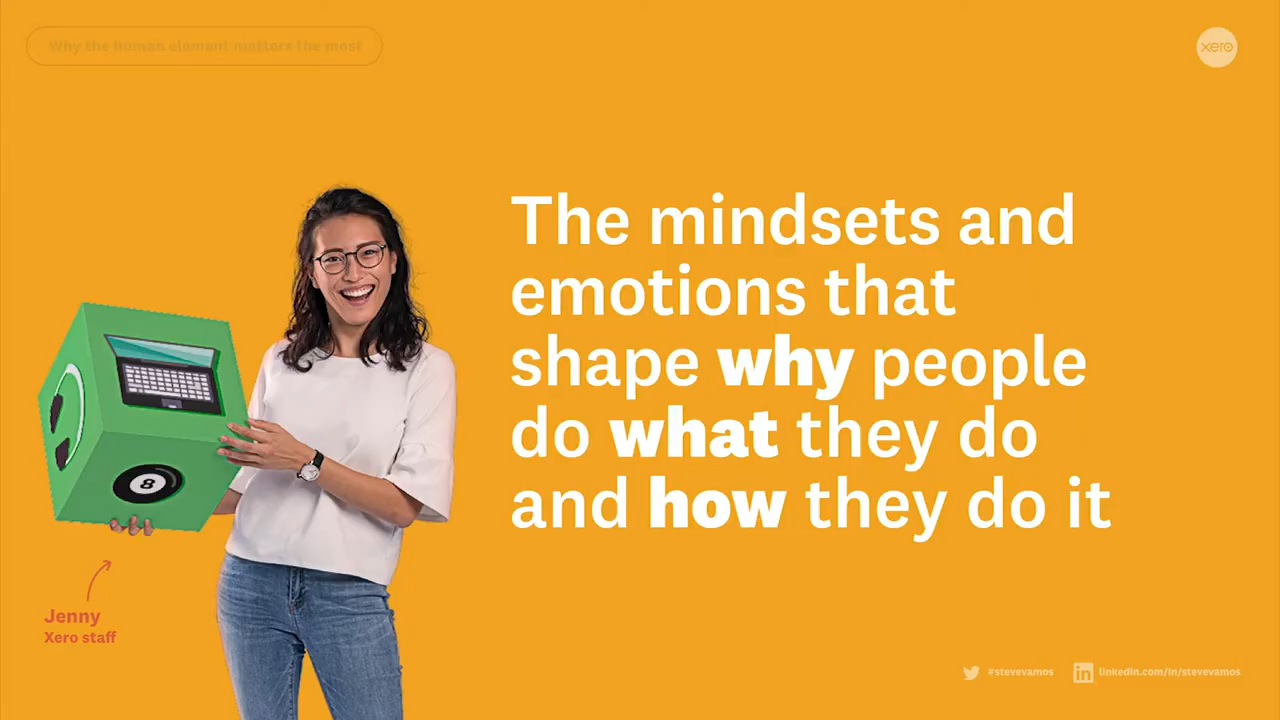 Why the human element matters the most
xero
The mindsets and
emotions that
shape why people
do what they do
and how they do it
8
Jenny
Xero staff
#stevevamos
in
linkedin.com/in/stevevamos